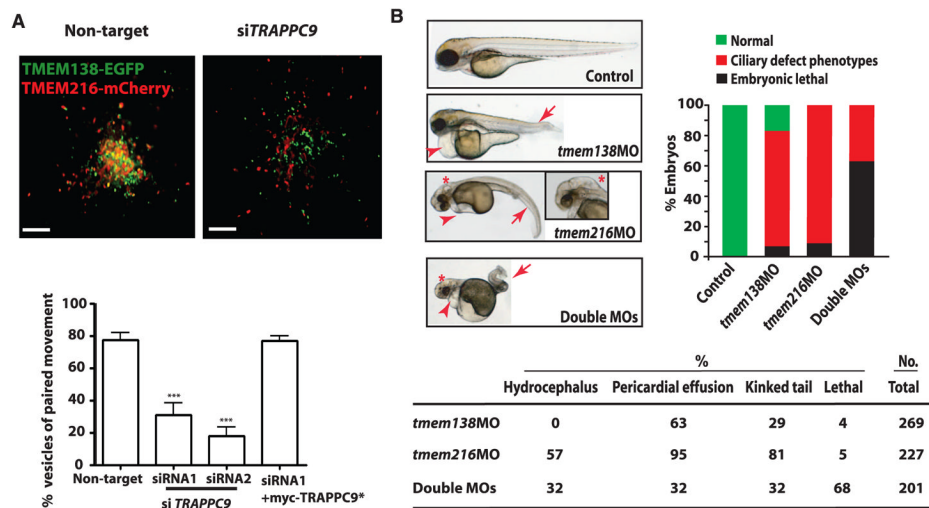 A
Non-target
siTRAPPC9
TMEM138-EGFP
TMEM216-mCherry
% vesicles of paired movement
100
80
60
40
20
0
***
***
Non-target
siRNA1
siRNA2
siRNA1
+myc-TRAPPC9*
si TRAPPC9
B
Control
tmem138MO
*
*
tmem216MO
*
Double MOs
Normal
Ciliary defect phenotypes
Embryonic lethal
% Embryos
100
80
60
40
20
0
Control
tmem138MO
tmem216MO
Double MOs
% No.
Hydrocephalus Pericardial effusion Kinked tail Lethal Total
tmem138MO 0 63 29 4 269
tmem216MO 57 95 81 5 227
Double MOs 32 32 32 68 201